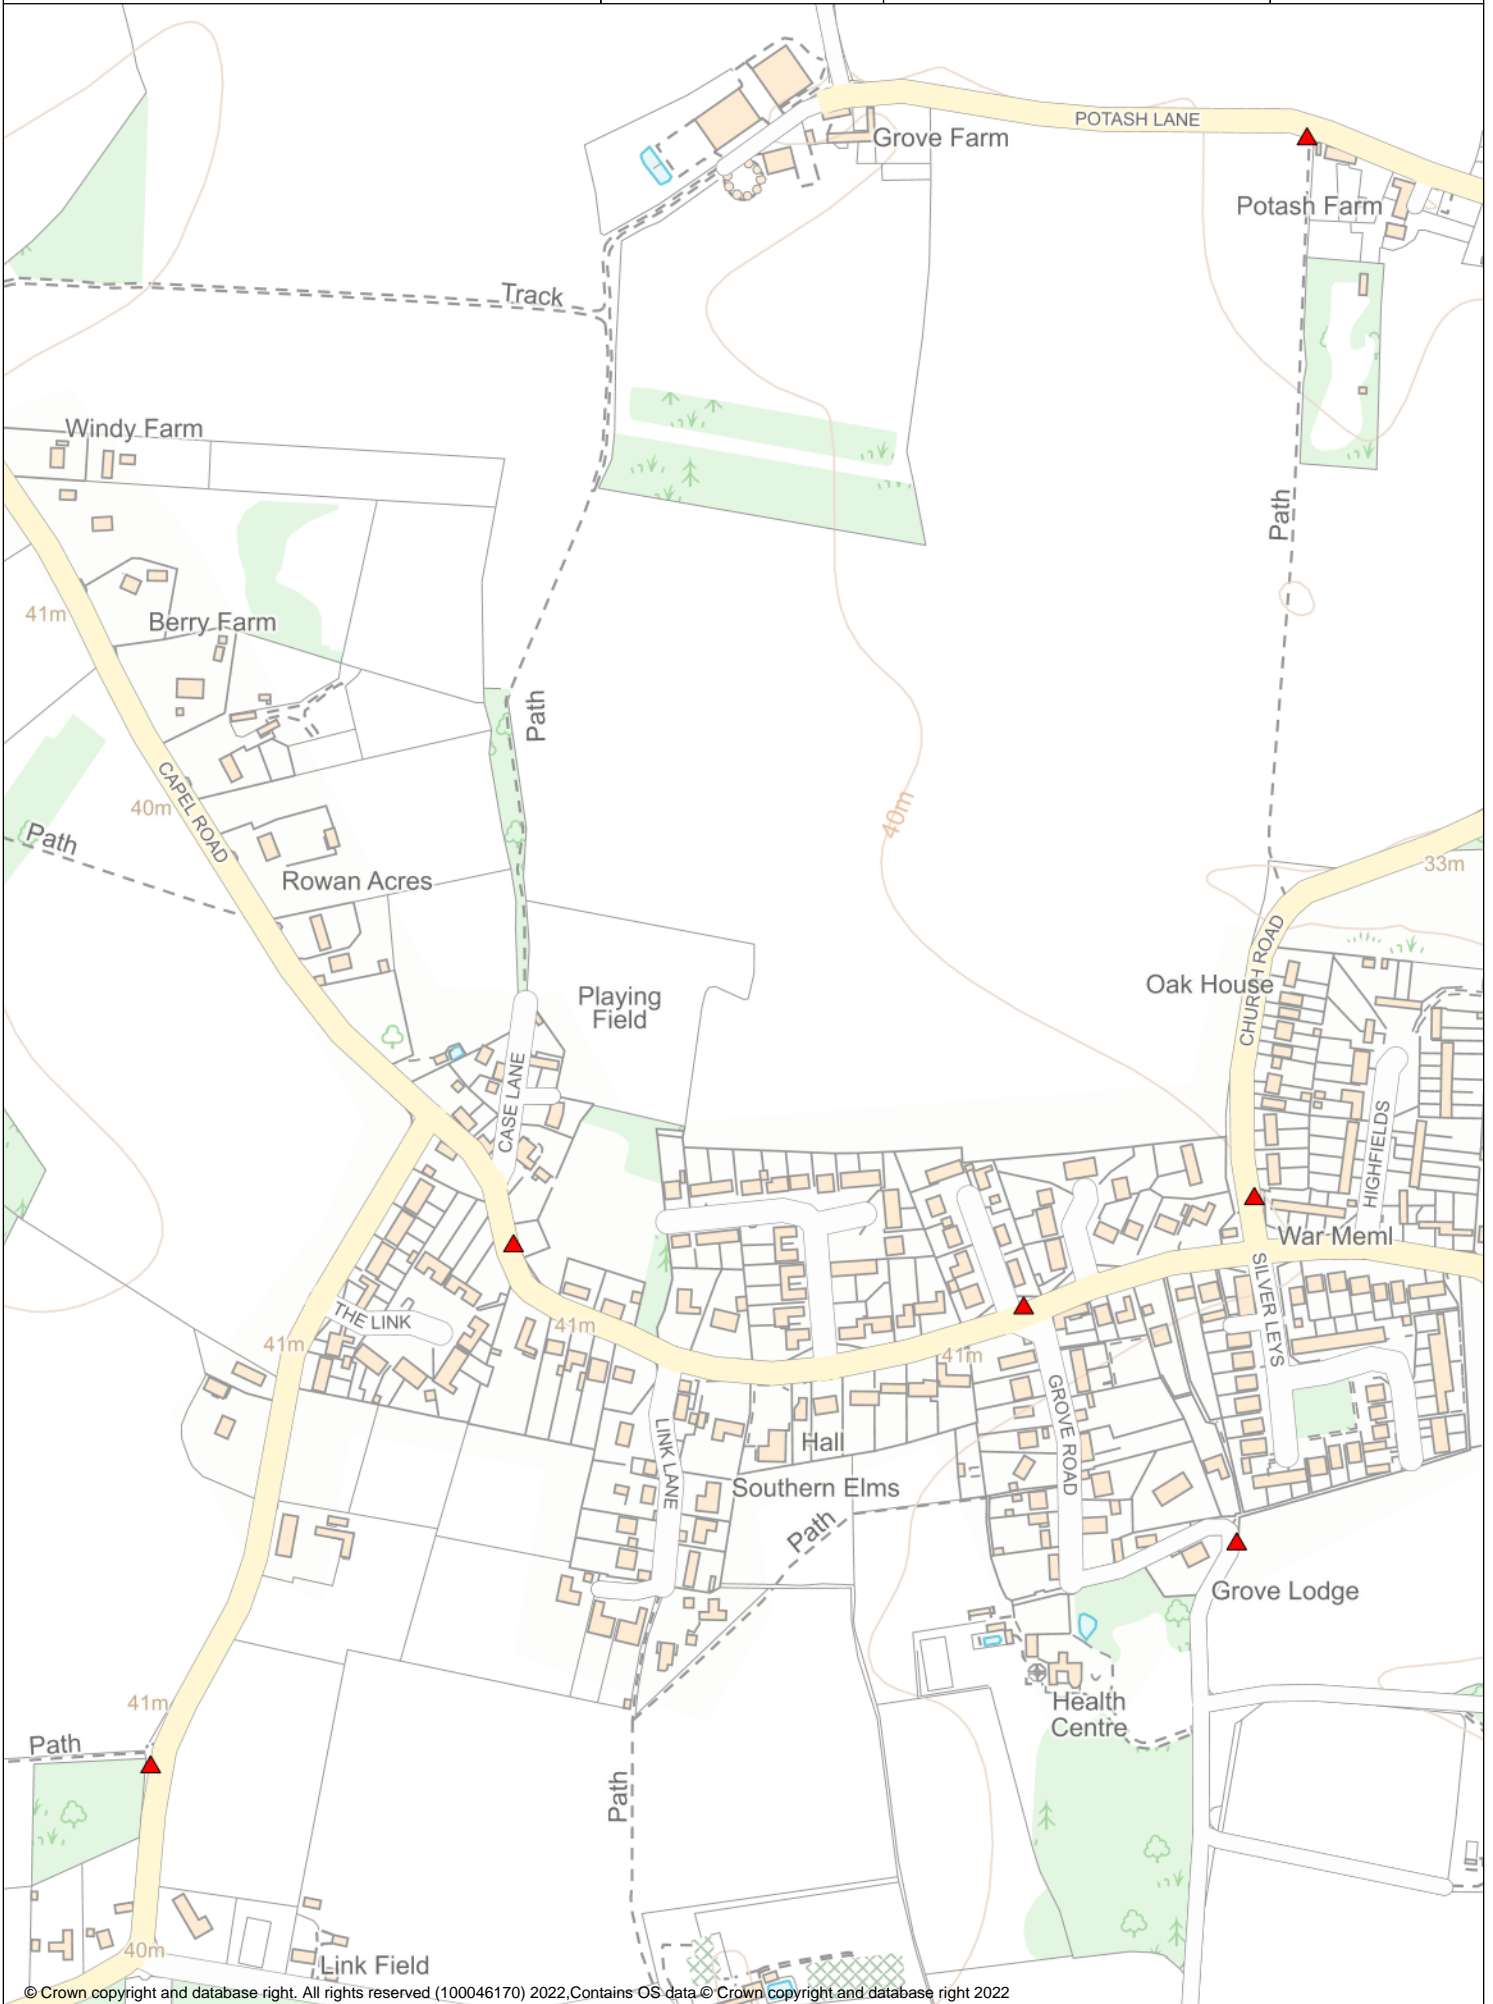 POTASH LANE
Grove Farm
Potash Farm
Track
Windy Farm
Path
41m
Berry Farm
Path
CAPEL ROAD
40m
40m
Path
33m
Rowan Acres
CHURCH ROAD
Oak House
Playing
Field
CASE LANE
HIGHFIELDS
War Meml
SILVER LEYS
THE LINK
41m
41m
41m
GROVE ROAD
LINK LANE
Hall
Southern Elms
Path
Grove Lodge
Health
Centre
41m
Path
Path
40m
Link Field
© Crown copyright and database right. All rights reserved (100046170) 2022,Contains OS data © Crown copyright and database right 2022